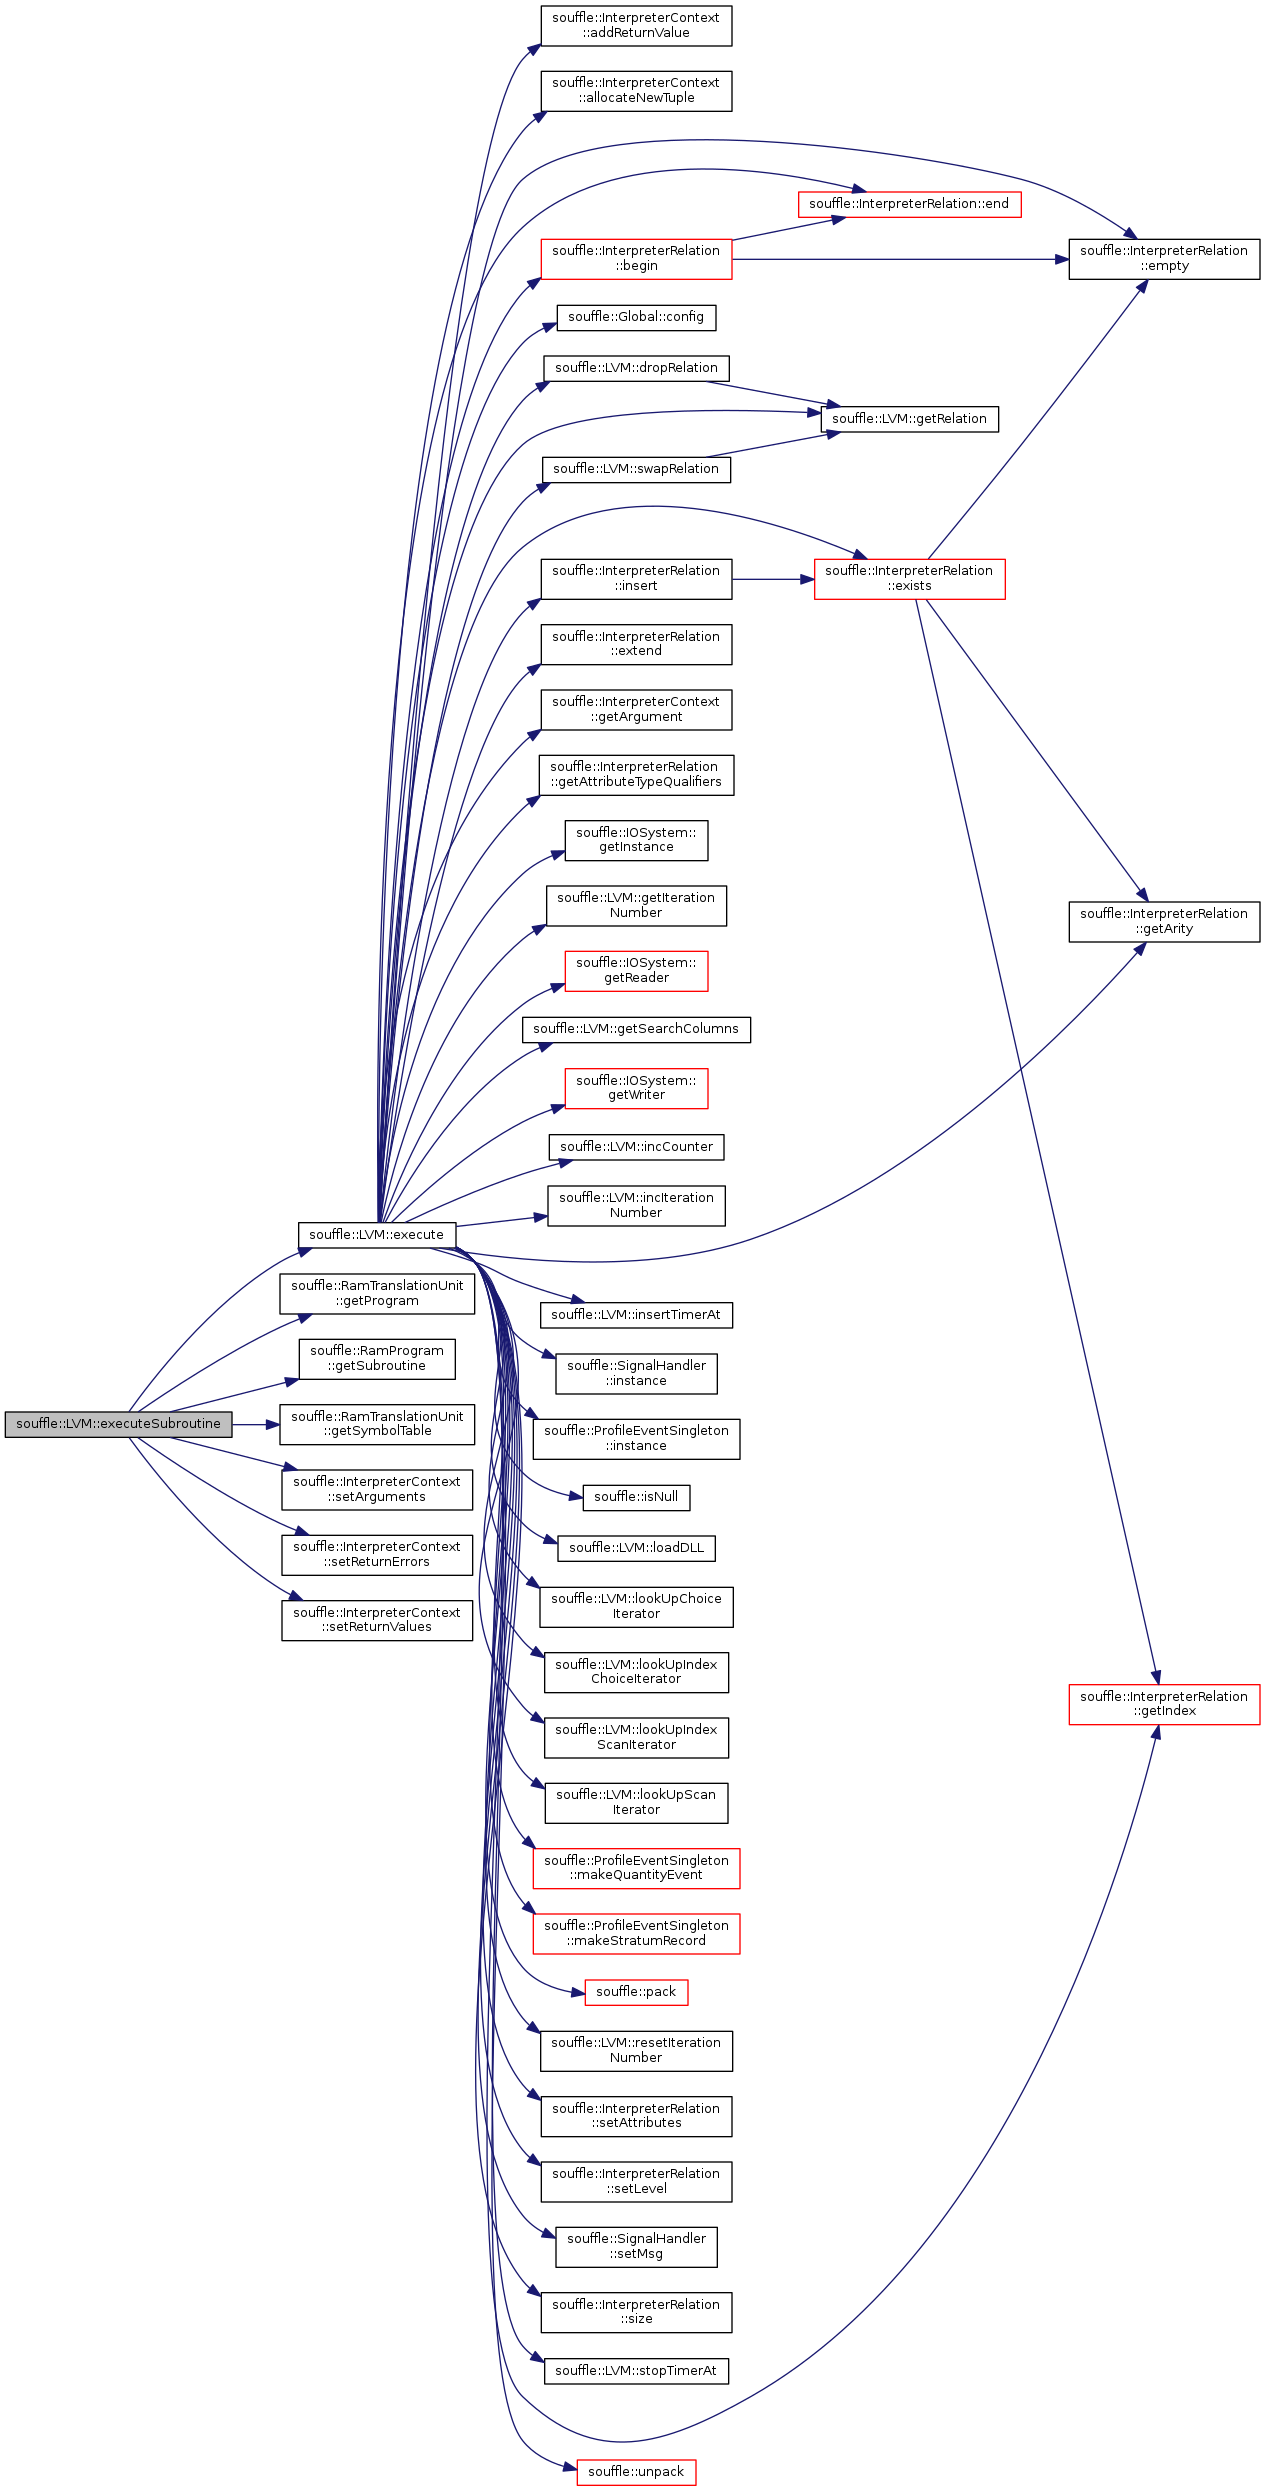 souffle::InterpreterContext
::addReturnValue
souffle::InterpreterContext
::allocateNewTuple
souffle::InterpreterRelation::end
souffle::InterpreterRelation
::begin
souffle::InterpreterRelation
::empty
souffle::Global::config
souffle::LVM::dropRelation
souffle::LVM::getRelation
souffle::LVM::swapRelation
souffle::InterpreterRelation
::insert
souffle::InterpreterRelation
::exists
souffle::InterpreterRelation
::extend
souffle::InterpreterContext
::getArgument
souffle::InterpreterRelation
::getAttributeTypeQualifiers
souffle::IOSystem::
getInstance
souffle::LVM::getIteration
Number
souffle::InterpreterRelation
::getArity
souffle::IOSystem::
getReader
souffle::LVM::getSearchColumns
souffle::IOSystem::
getWriter
souffle::LVM::incCounter
souffle::LVM::incIteration
Number
souffle::LVM::execute
souffle::RamTranslationUnit
::getProgram
souffle::LVM::insertTimerAt
souffle::RamProgram
::getSubroutine
souffle::SignalHandler
::instance
souffle::LVM::executeSubroutine
souffle::RamTranslationUnit
::getSymbolTable
souffle::ProfileEventSingleton
::instance
souffle::InterpreterContext
::setArguments
souffle::isNull
souffle::InterpreterContext
::setReturnErrors
souffle::LVM::loadDLL
souffle::InterpreterContext
::setReturnValues
souffle::LVM::lookUpChoice
Iterator
souffle::LVM::lookUpIndex
ChoiceIterator
souffle::InterpreterRelation
::getIndex
souffle::LVM::lookUpIndex
ScanIterator
souffle::LVM::lookUpScan
Iterator
souffle::ProfileEventSingleton
::makeQuantityEvent
souffle::ProfileEventSingleton
::makeStratumRecord
souffle::pack
souffle::LVM::resetIteration
Number
souffle::InterpreterRelation
::setAttributes
souffle::InterpreterRelation
::setLevel
souffle::SignalHandler
::setMsg
souffle::InterpreterRelation
::size
souffle::LVM::stopTimerAt
souffle::unpack